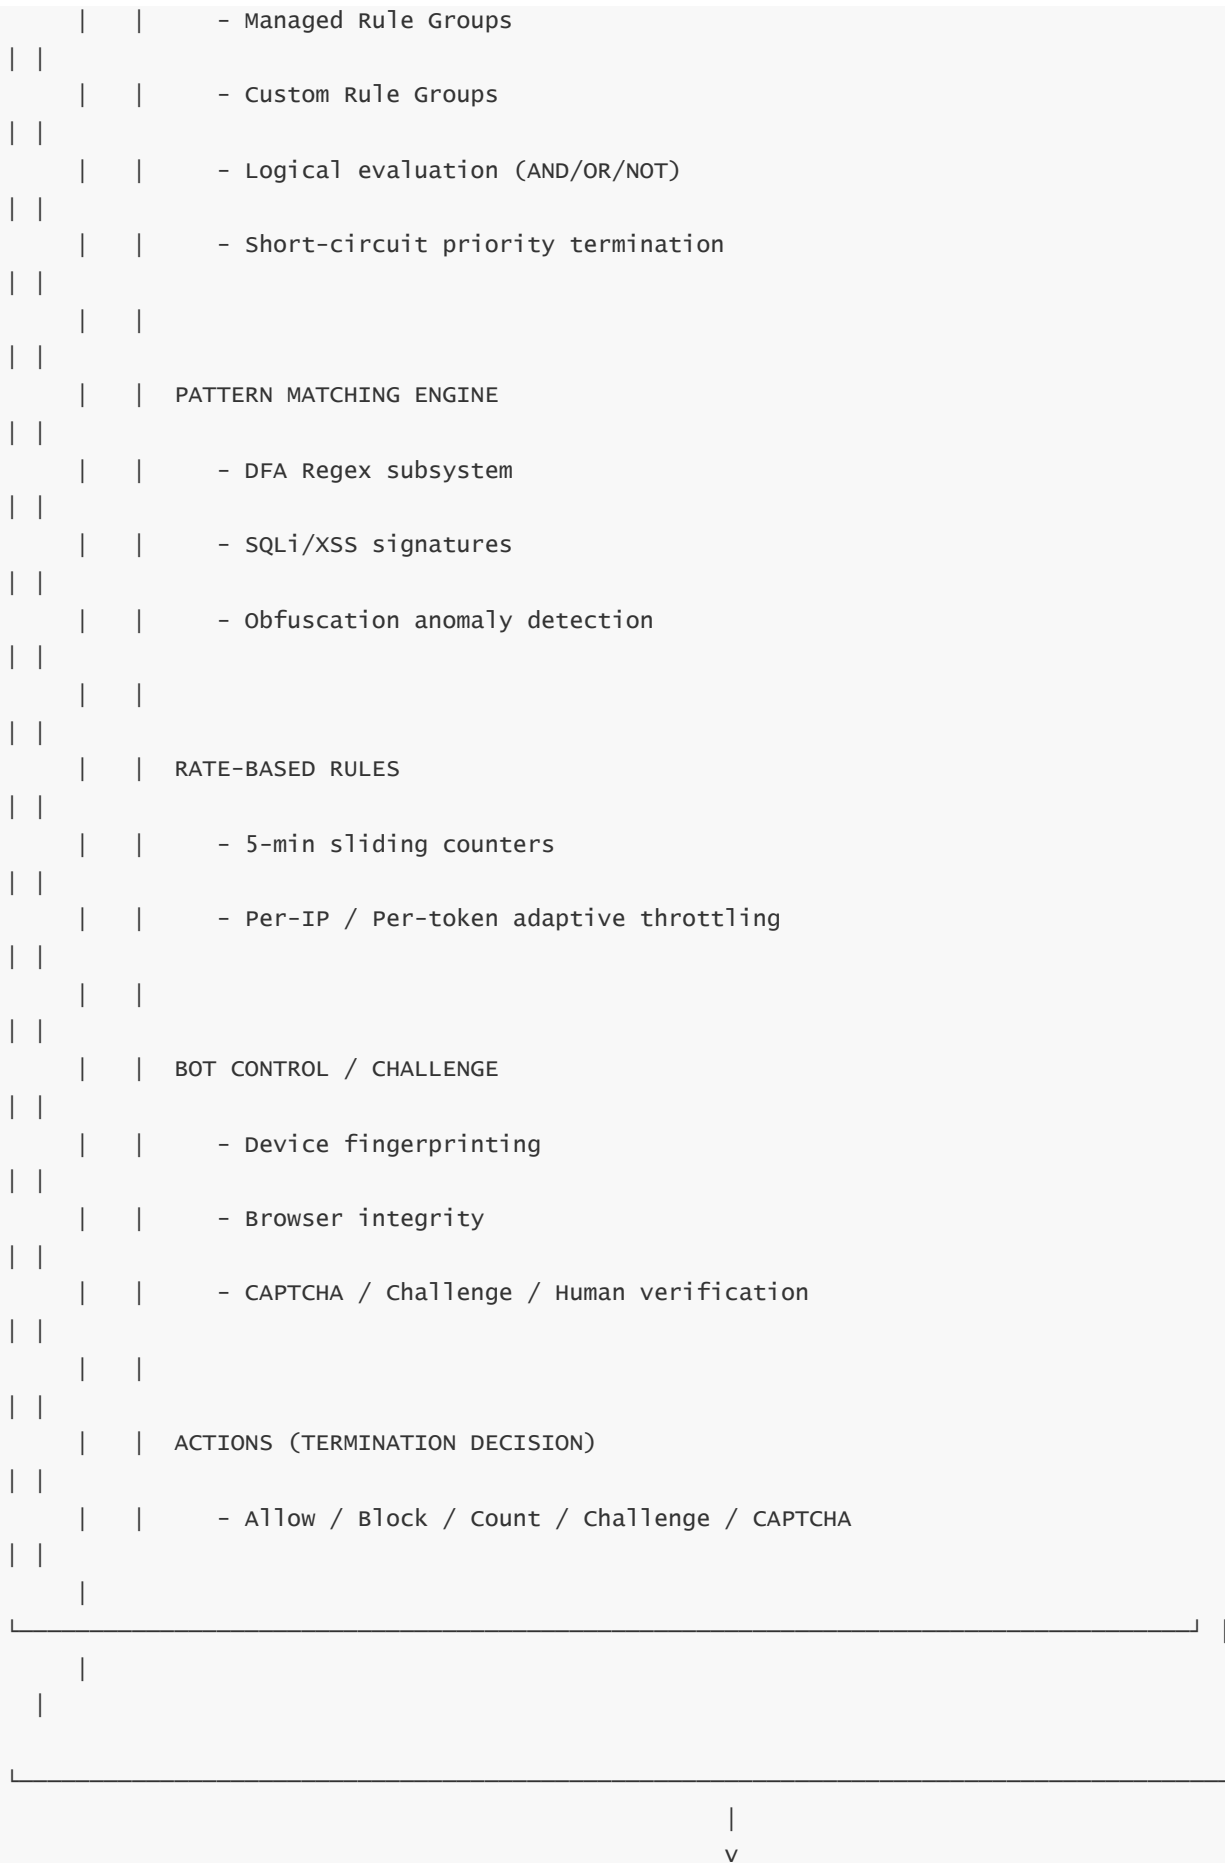 |   |     - Managed Rule Groups
| |
|   |     - Custom Rule Groups
| |
|   |     - Logical evaluation (AND/OR/NOT)
| |
|   |     - Short-circuit priority termination
| |
|   |
| |
|   |  PATTERN MATCHING ENGINE
| |
|   |     - DFA Regex subsystem
| |
|   |     - SQLi/XSS signatures
| |
|   |     - Obfuscation anomaly detection
| |
|   |
| |
|   |  RATE-BASED RULES
| |
|   |     - 5-min sliding counters
| |
|   |     - Per-IP / Per-token adaptive throttling
| |
|   |
| |
|   |  BOT CONTROL / CHALLENGE
| |
|   |     - Device fingerprinting
| |
|   |     - Browser integrity
| |
|   |     - CAPTCHA / Challenge / Human verification
| |
|   |
| |
|   |  ACTIONS (TERMINATION DECISION)
| |
|   |     - Allow / Block / Count / Challenge / CAPTCHA
| |
|
└────────────────────────────────────────────────────────────────────────────────────┘ |
|
|
└───────────────────────────────────────────────────────────────────────────────────────
|
v